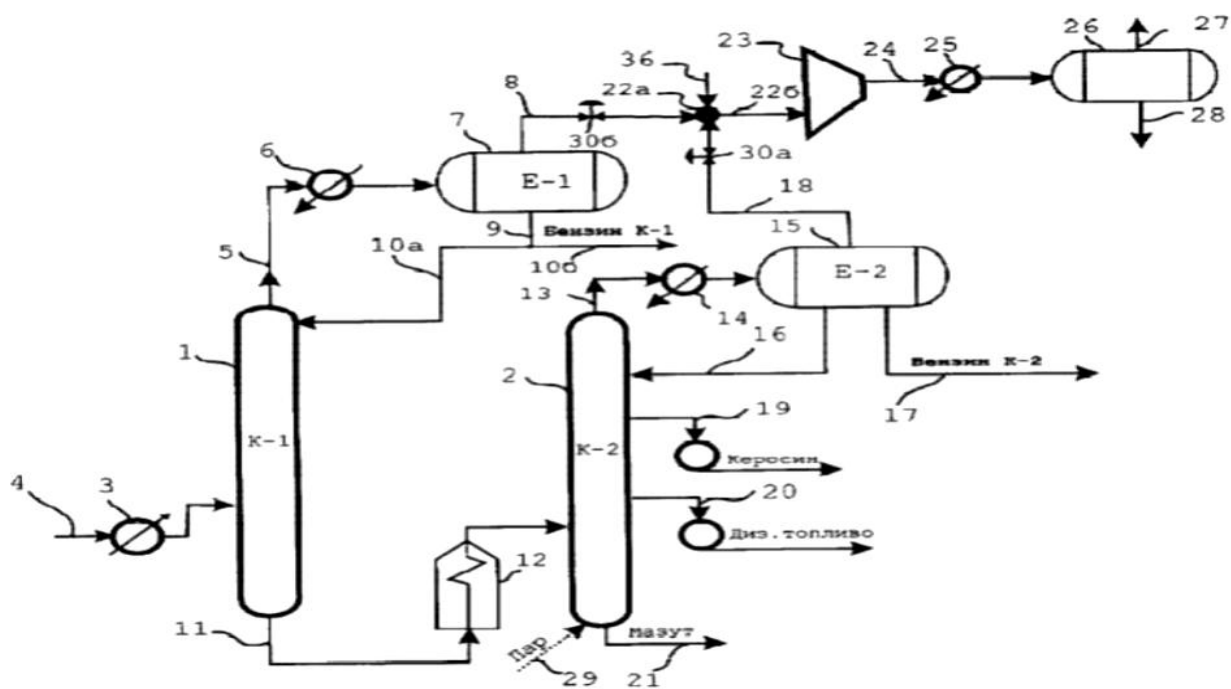 23
26
27
36
24
25
8
22а
22б
7
30б
28
6
30а
Е-1
18
9
Бензин К-1
15
10а
10б
Е-2
5
13
14
1
16
2
Бензин К-2
17
19
К-1
К-2
Керосин
4
3
20
Диз.топливо
12
11
Мазут
Пар
29
21